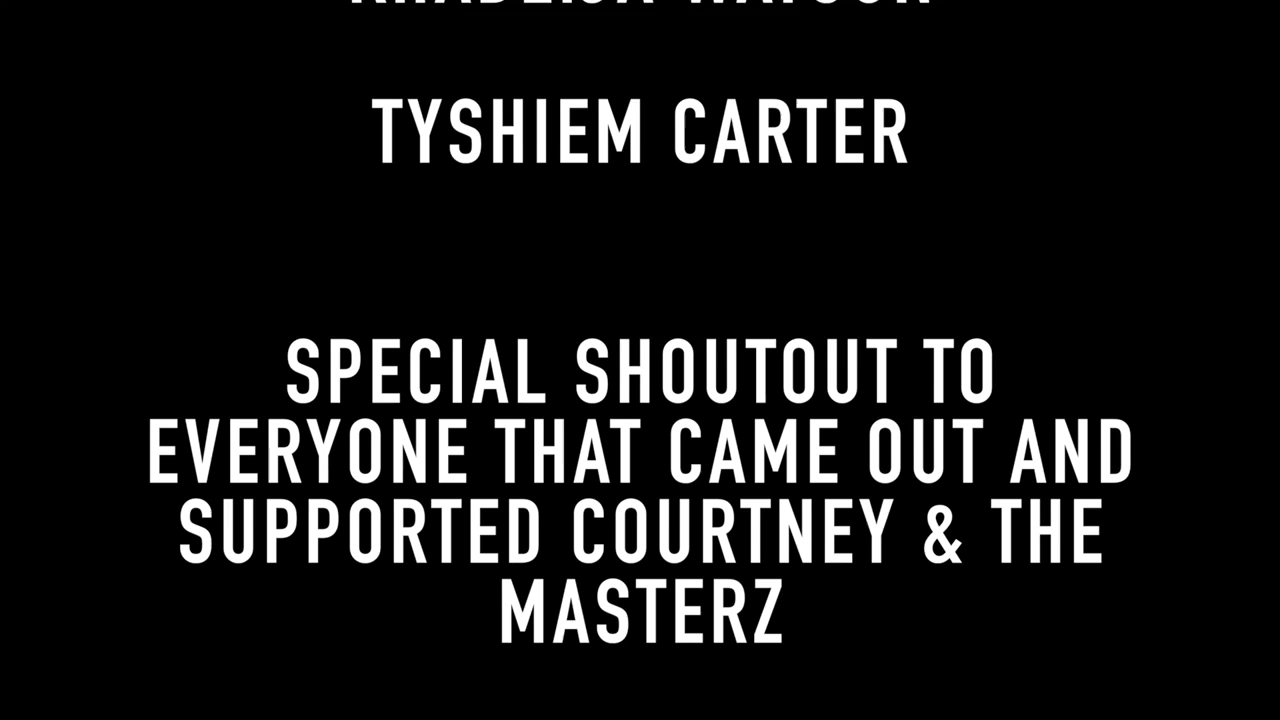 TYSHIEM CARTER
SPECIAL SHOUTOUT TO
EVERYONE THAT CAME OUT AND
SUPPORTED COURTNEY & THE
MASTERZ